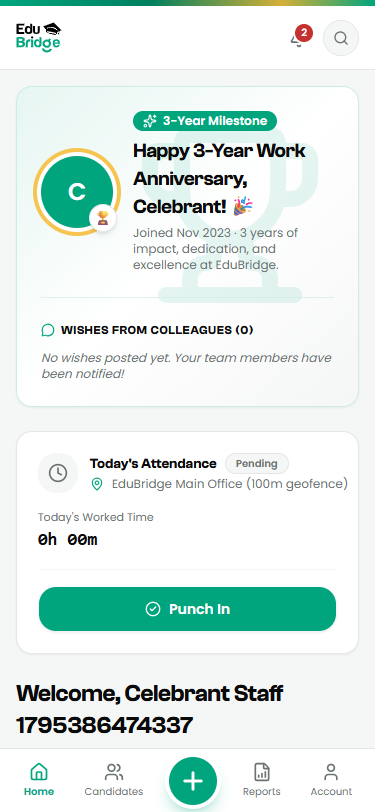 Edu
Bridge
2
3-Year Milestone
Happy 3-Year Work
Anniversary,
Celebrant! 🎉
C
Joined Nov 2023 · 3 years of
impact, dedication, and
excellence at EduBridge.
WISHES FROM COLLEAGUES (0)
No wishes posted yet. Your team members have
been notified!
Today's Attendance
Pending
EduBridge Main Office (100m geofence)
Today's Worked Time
0h 00m
Punch In
Welcome, Celebrant Staff
1795386474337
Home
Candidates
Reports
Account